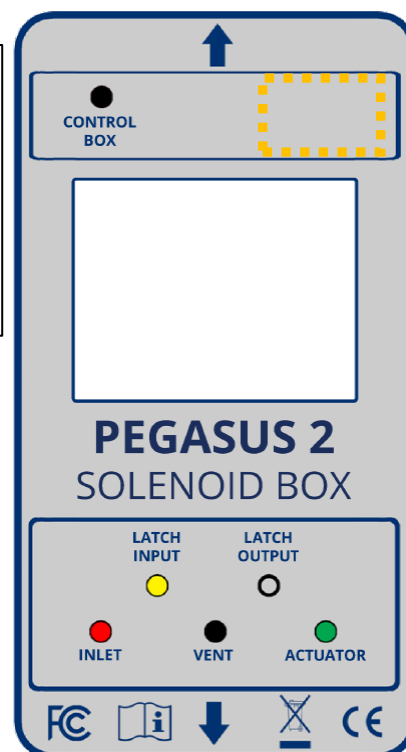 CONTROL
BOX
PEGASUS 2
SOLENOID BOX
LATCH
INPUT
LATCH
OUTPUT
INLET
VENT
ACTUATOR
FC
i
CE